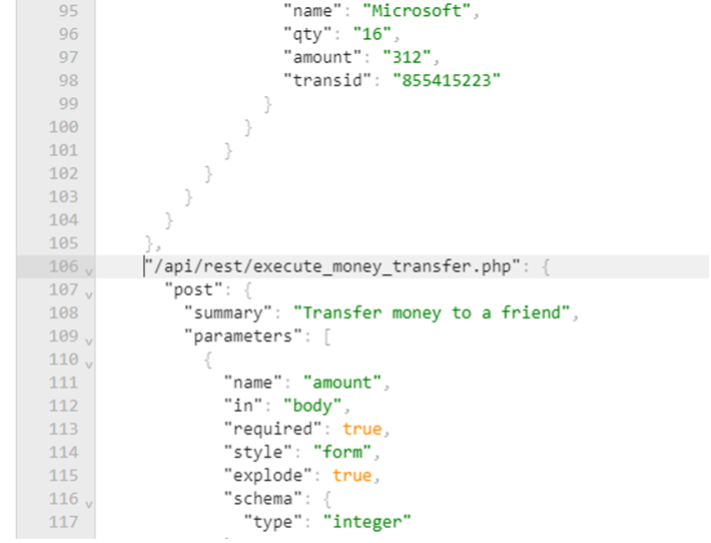 95 "name": "Microsoft",
96 "qty": "16",
97 "amount": "312",
98 "transid": "855415223"
99 }
100 }
101 }
102 }
103 }
104 }
105 },
106 "/api/rest/execute_money_transfer.php": {
107 "post": {
108 "summary": "Transfer money to a friend",
109 "parameters": [
110 {
111 "name": "amount",
112 "in": "body",
113 "required": true,
114 "style": "form",
115 "explode": true,
116 "schema": {
117 "type": "integer"